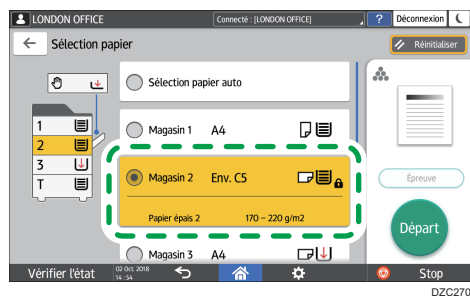 LONDON OFFICE
Connecté : [LONDON OFFICE]
?
Déconnexion
Sélection papier
Réinitialiser
Sélection papier auto
1
2
3
T
Magasin 1 A4
Magasin 2 Env. C5
Papier épais 2 170 – 220 g/m2
Magasin 3 A4
Épreuve
Départ
Vérifier l'état
02 Oct. 2018
14 : 54
Stop
DZC270